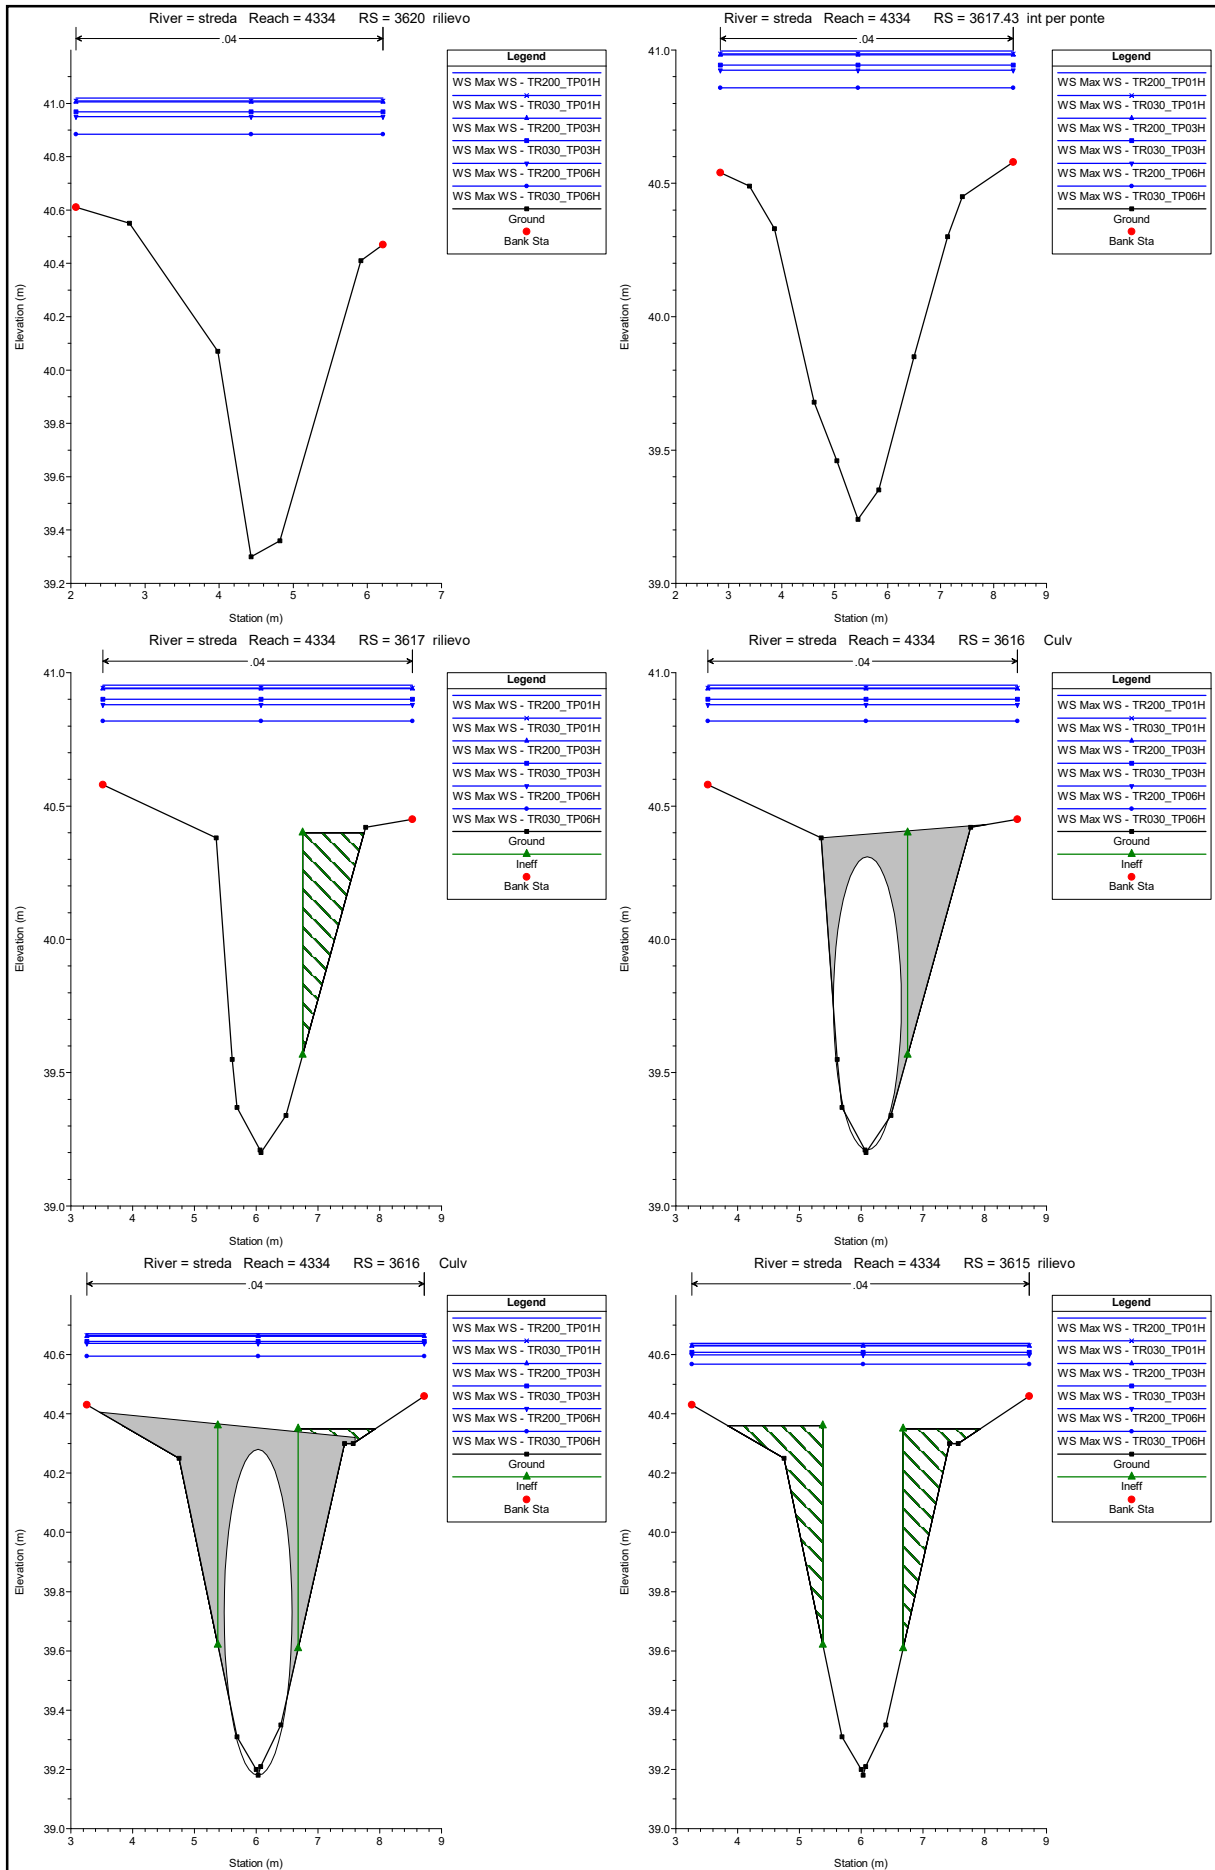 River = streda   Reach = 4334      RS = 3620  rilievo
.04
41.0
40.8
40.6
40.4
40.2
40.0
39.8
39.6
39.4
39.2
2 3 4 5 6 7
Station (m)
Elevation (m)
Legend
WS Max WS - TR200_TP01H
WS Max WS - TR030_TP01H
WS Max WS - TR200_TP03H
WS Max WS - TR030_TP03H
WS Max WS - TR200_TP06H
WS Max WS - TR030_TP06H
Ground
Bank Sta
River = streda   Reach = 4334      RS = 3617.43  int per ponte
.04
41.0
40.5
40.0
39.5
39.0
2 3 4 5 6 7 8 9
Station (m)
Elevation (m)
Legend
WS Max WS - TR200_TP01H
WS Max WS - TR030_TP01H
WS Max WS - TR200_TP03H
WS Max WS - TR030_TP03H
WS Max WS - TR200_TP06H
WS Max WS - TR030_TP06H
Ground
Bank Sta
River = streda   Reach = 4334      RS = 3617  rilievo
.04
41.0
40.5
40.0
39.5
39.0
3 4 5 6 7 8 9
Station (m)
Elevation (m)
Legend
WS Max WS - TR200_TP01H
WS Max WS - TR030_TP01H
WS Max WS - TR200_TP03H
WS Max WS - TR030_TP03H
WS Max WS - TR200_TP06H
WS Max WS - TR030_TP06H
Ground
Ineff
Bank Sta
River = streda   Reach = 4334      RS = 3616     Culv
.04
41.0
40.5
40.0
39.5
39.0
3 4 5 6 7 8 9
Station (m)
Elevation (m)
Legend
WS Max WS - TR200_TP01H
WS Max WS - TR030_TP01H
WS Max WS - TR200_TP03H
WS Max WS - TR030_TP03H
WS Max WS - TR200_TP06H
WS Max WS - TR030_TP06H
Ground
Ineff
Bank Sta
River = streda   Reach = 4334      RS = 3616     Culv
.04
40.6
40.4
40.2
40.0
39.8
39.6
39.4
39.2
39.0
3 4 5 6 7 8 9
Station (m)
Elevation (m)
Legend
WS Max WS - TR200_TP01H
WS Max WS - TR030_TP01H
WS Max WS - TR200_TP03H
WS Max WS - TR030_TP03H
WS Max WS - TR200_TP06H
WS Max WS - TR030_TP06H
Ground
Ineff
Bank Sta
River = streda   Reach = 4334      RS = 3615  rilievo
.04
40.6
40.4
40.2
40.0
39.8
39.6
39.4
39.2
39.0
3 4 5 6 7 8 9
Station (m)
Elevation (m)
Legend
WS Max WS - TR200_TP01H
WS Max WS - TR030_TP01H
WS Max WS - TR200_TP03H
WS Max WS - TR030_TP03H
WS Max WS - TR200_TP06H
WS Max WS - TR030_TP06H
Ground
Ineff
Bank Sta